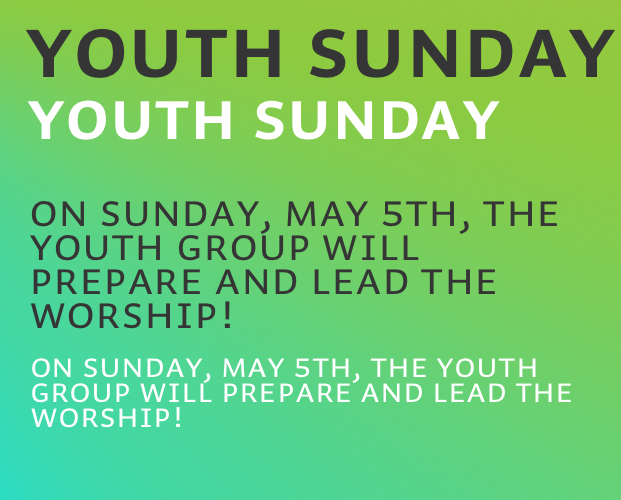 YOUTH SUNDAY
YOUTH SUNDAY
ON SUNDAY, MAY 5TH, THE
YOUTH GROUP WILL
PREPARE AND LEAD THE
WORSHIP!
ON SUNDAY, MAY 5TH, THE YOUTH
GROUP WILL PREPARE AND LEAD THE
WORSHIP!